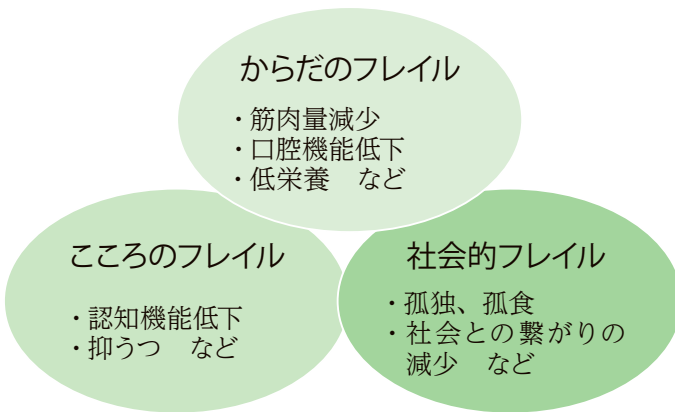 からだのフレイル
・筋肉量減少
・口腔機能低下
・低栄養　など
こころのフレイル
・認知機能低下
・抑うつ　など
社会的フレイル
・孤独、孤食
・社会との繋がりの
減少　など